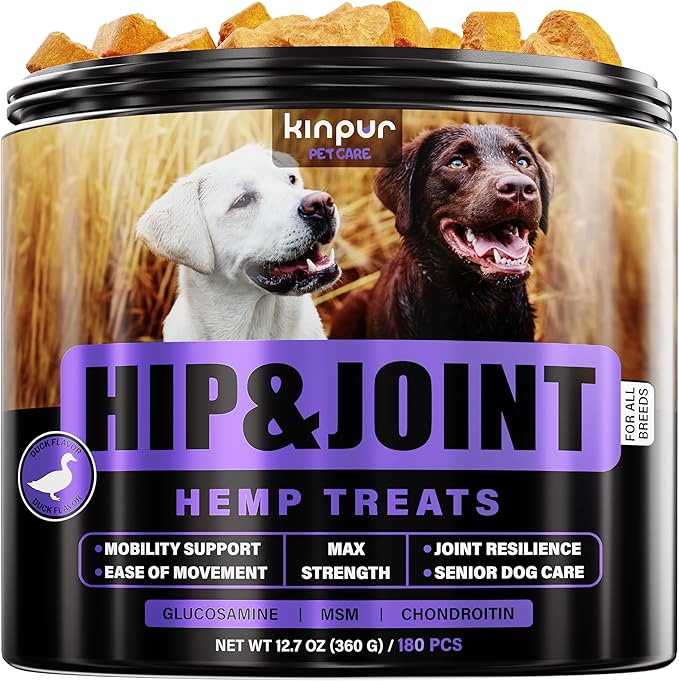 kinpur
PET CARE
HIP&JOINT
FOR ALL
BREEDS
DUCK FLAVOR
DUCK FLAVOR
HEMP TREATS
•MOBILITY SUPPORT
•EASE OF MOVEMENT
MAX
STRENGTH
•JOINT RESILIENCE
•SENIOR DOG CARE
GLUCOSAMINE | MSM | CHONDROITIN
NET WT 12.7 OZ (360 G) / 180 PCS